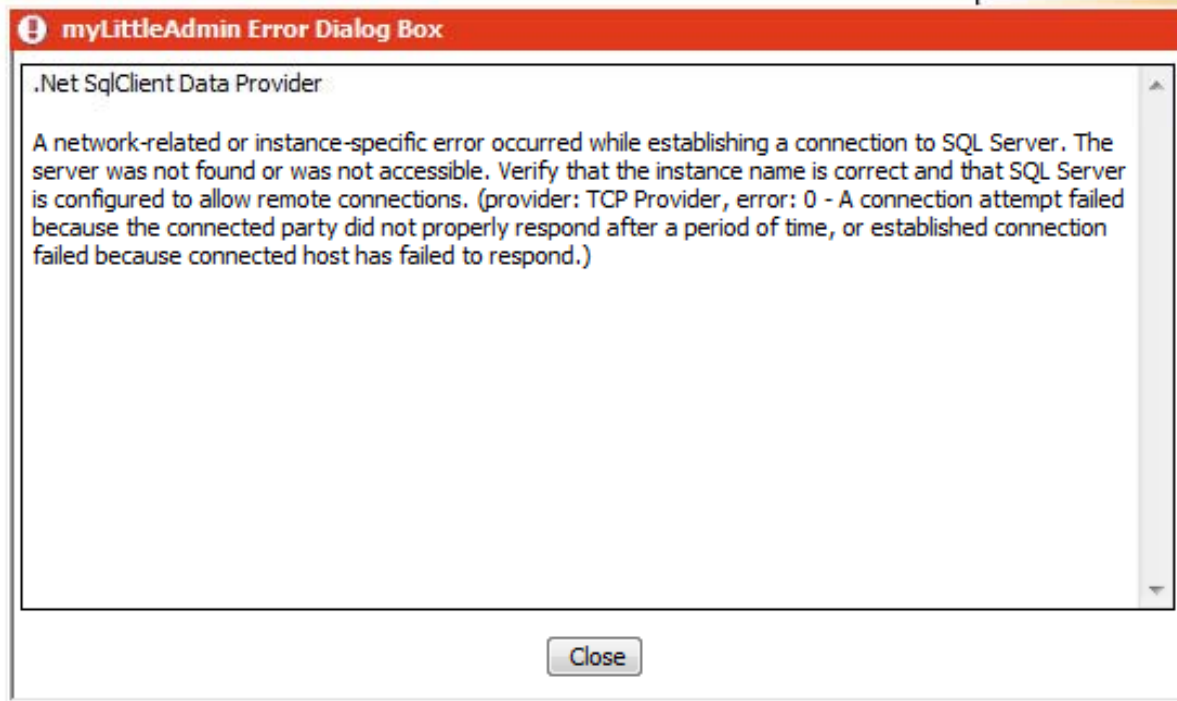 myLittleAdmin Error Dialog Box
.Net SqlClient Data Provider
A network-related or instance-specific error occurred while establishing a connection to SQL Server. The
server was not found or was not accessible. Verify that the instance name is correct and that SQL Server
is configured to allow remote connections. (provider: TCP Provider, error: 0 - A connection attempt failed
because the connected party did not properly respond after a period of time, or established connection
failed because connected host has failed to respond.)
Close